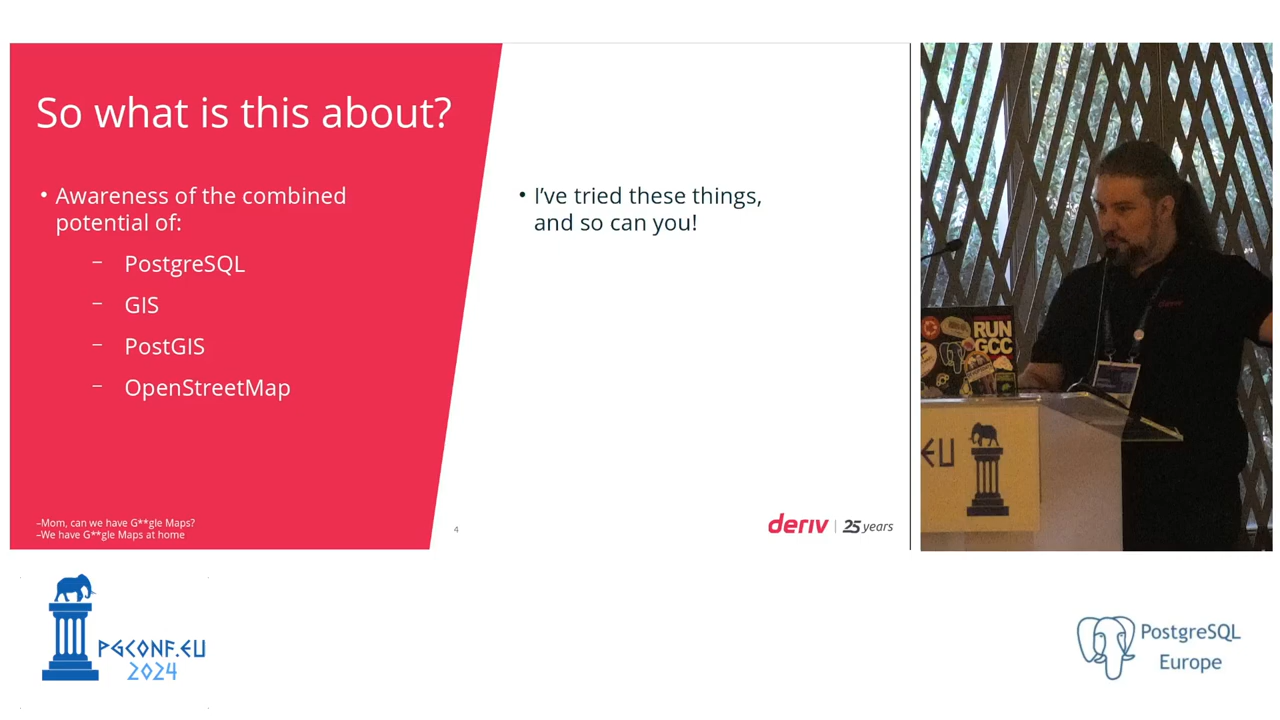 So what is this about?
• Awareness of the combined
potential of:
– PostgreSQL
– GIS
– PostGIS
– OpenStreetMap
–Mom, can we have G**gle Maps?
–We have G**gle Maps at home
• I’ve tried these things,
and so can you!
4
deriv | 25 years
RUN
GCC
.EU
PGCONF.EU
2024
PostgreSQL
Europe